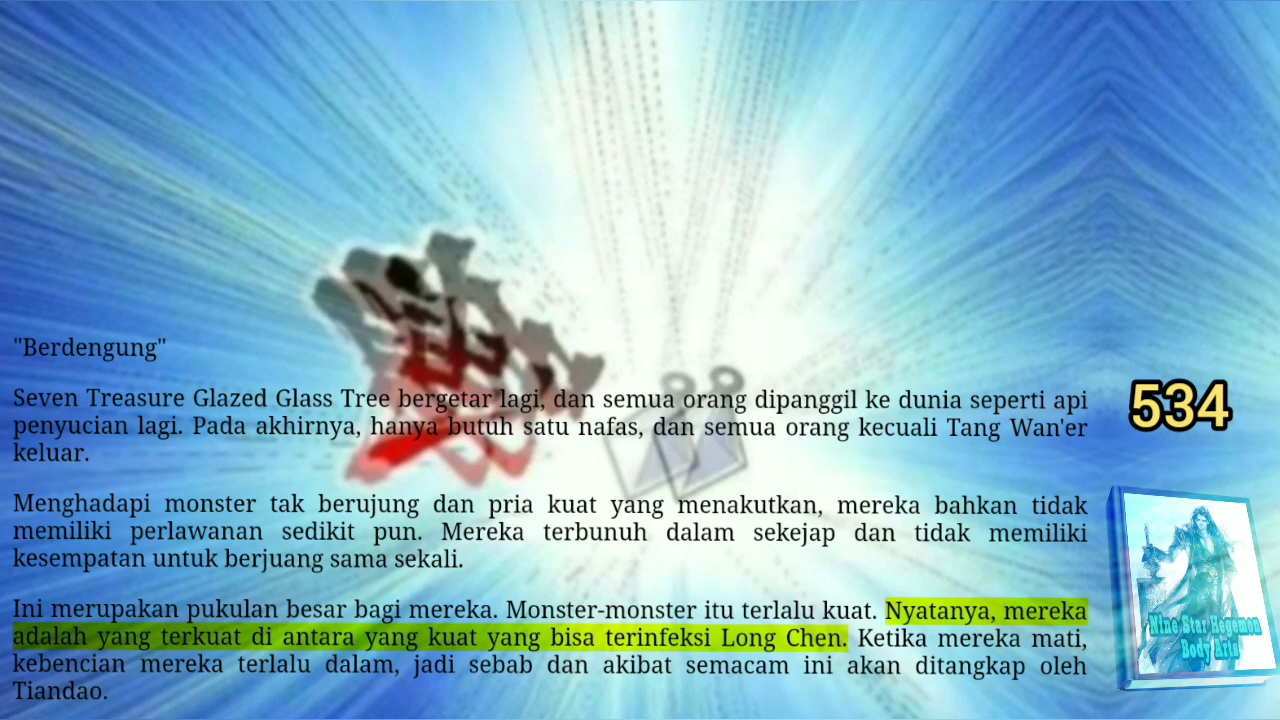 "Berdengung"
Seven Treasure Glazed Glass Tree bergetar lagi, dan semua orang dipanggil ke dunia seperti api
penyucian lagi. Pada akhirnya, hanya butuh satu nafas, dan semua orang kecuali Tang Wan'er
keluar.
534
Menghadapi monster tak berujung dan pria kuat yang menakutkan, mereka bahkan tidak
memiliki perlawanan sedikit pun. Mereka terbunuh dalam sekejap dan tidak memiliki
kesempatan untuk berjuang sama sekali.
Ini merupakan pukulan besar bagi mereka. Monster-monster itu terlalu kuat. Nyatanya, mereka
adalah yang terkuat di antara yang kuat yang bisa terinfeksi Long Chen. Ketika mereka mati,
kebencian mereka terlalu dalam, jadi sebab dan akibat semacam ini akan ditangkap oleh
Tiandao.
Nine Star Hegemon
Body Arts